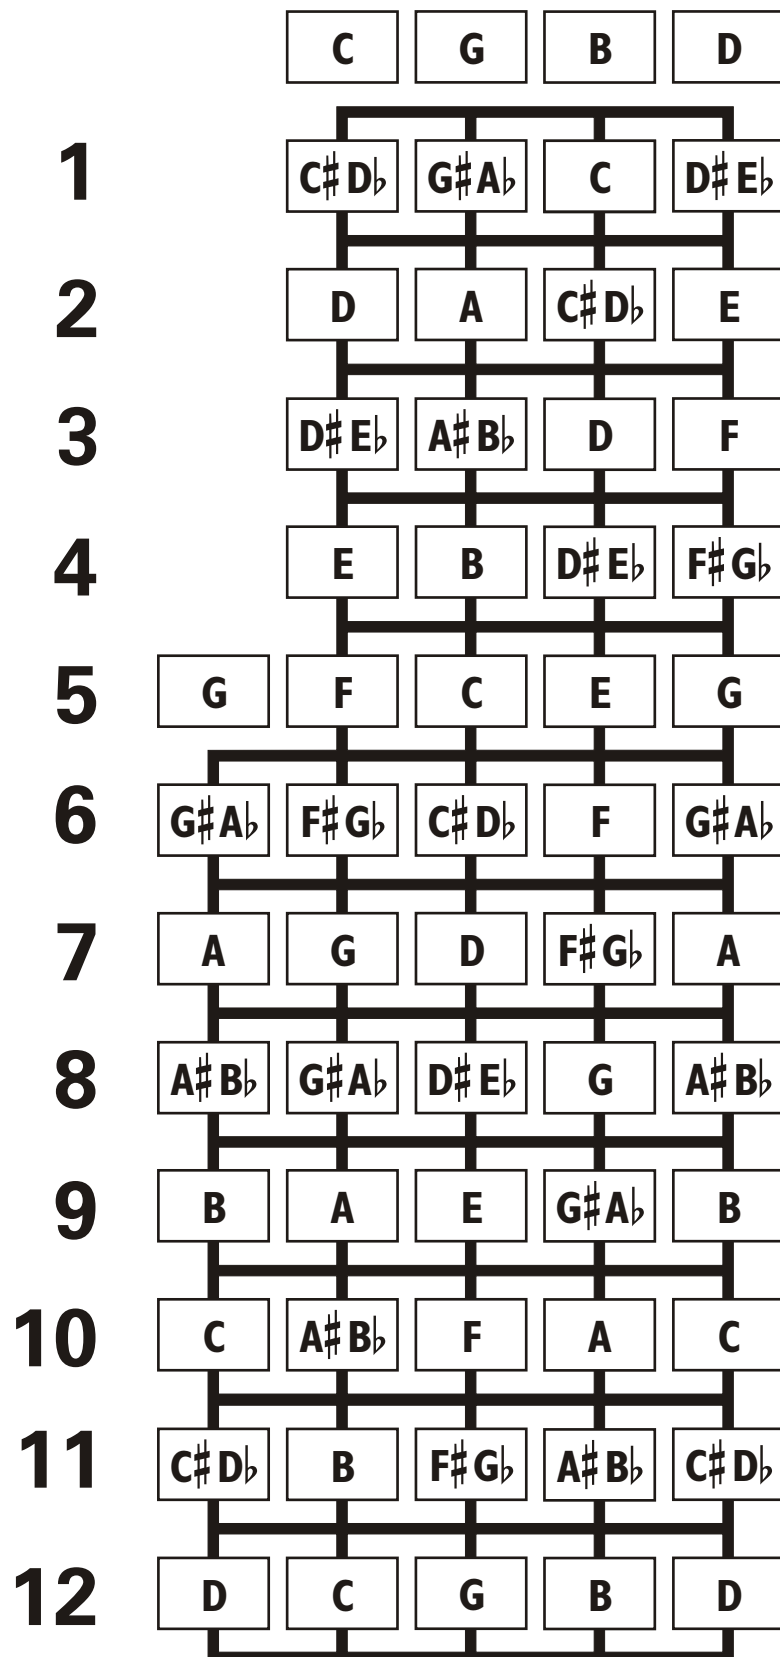 C G B D
1 C♯D♭ G♯A♭ C D♯E♭
2 D A C♯D♭ E
3 D♯E♭ A♯B♭ D F
4 E B D♯E♭ F♯G♭
5 G F C E G
6 G♯A♭ F♯G♭ C♯D♭ F G♯A♭
7 A G D F♯G♭ A
8 A♯B♭ G♯A♭ D♯E♭ G A♯B♭
9 B A E G♯A♭ B
10 C A♯B♭ F A C
11 C♯D♭ B F♯G♭ A♯B♭ C♯D♭
12 D C G B D